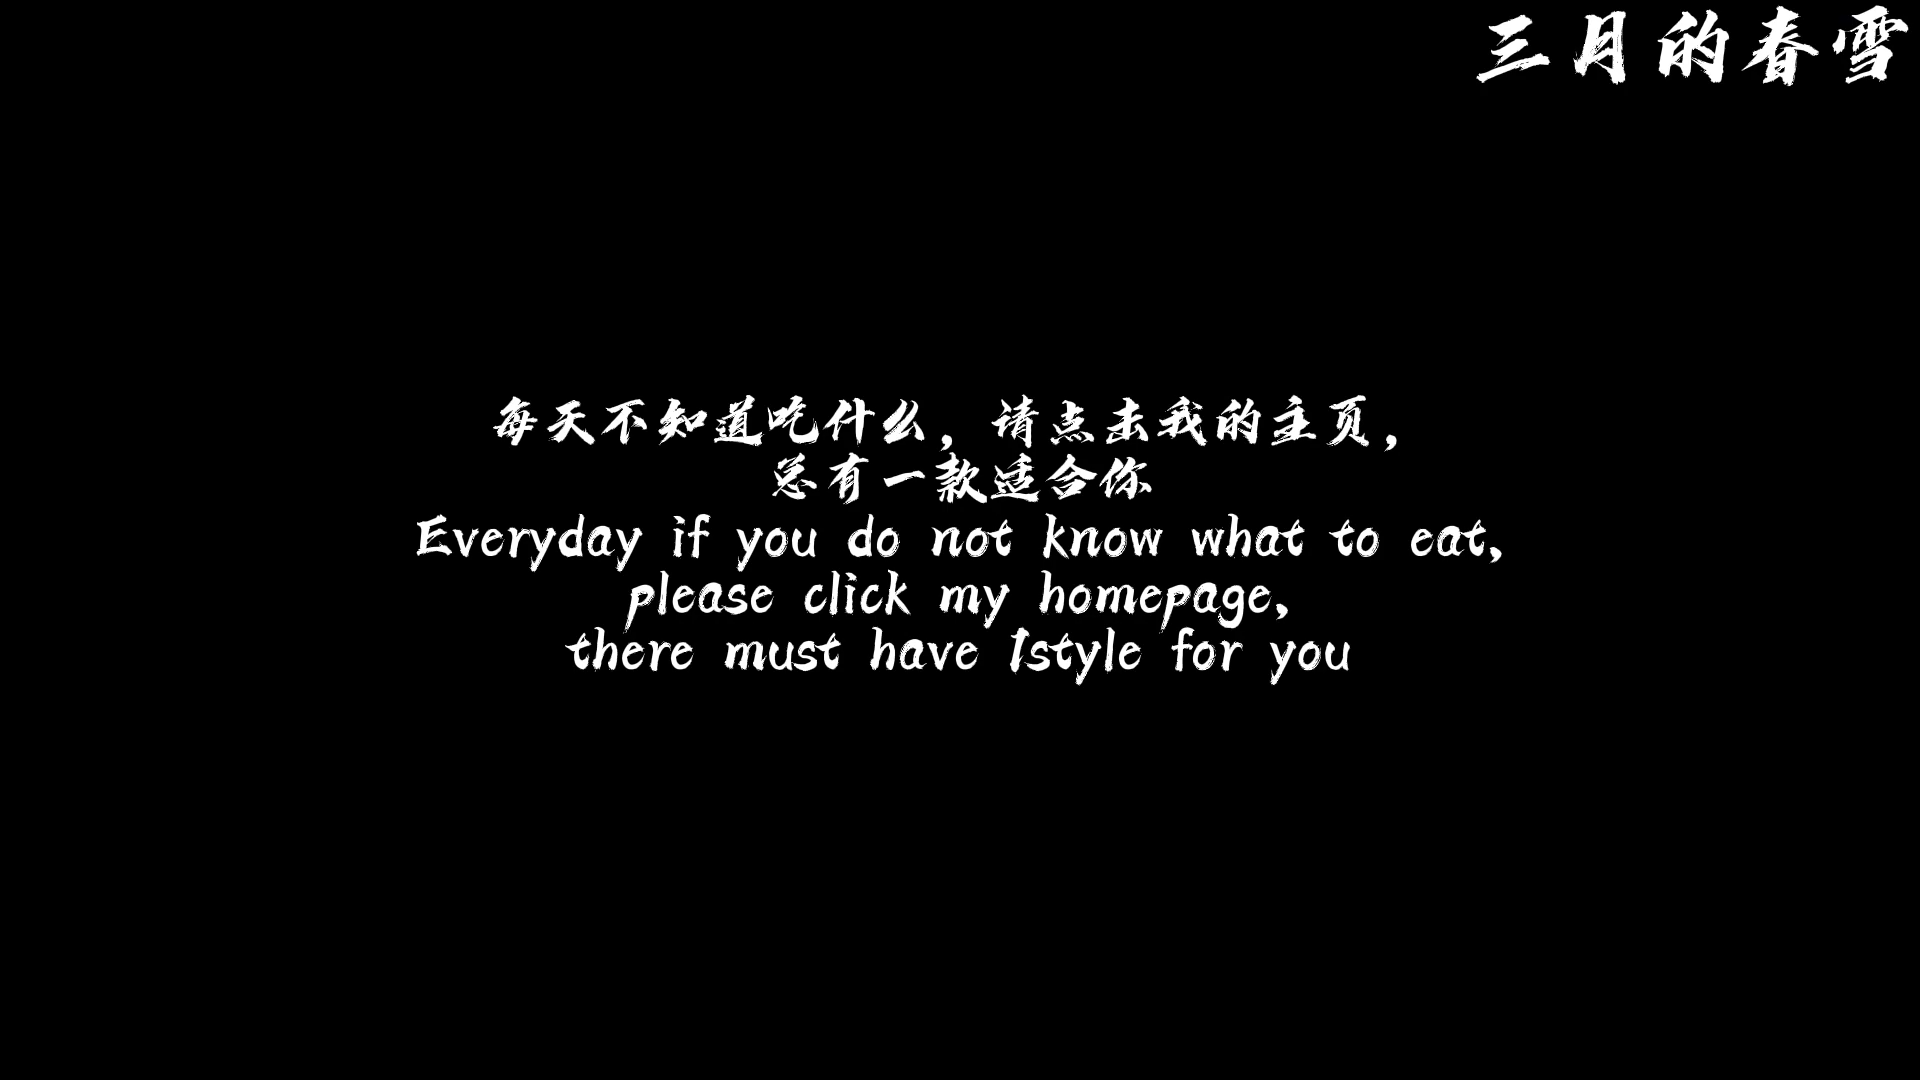 三月的春雪
每天不知道吃什么，请点击我的主页，
总有一款适合你
Everyday if you do not know what to eat,
please click my homepage,
there must have 1style for you